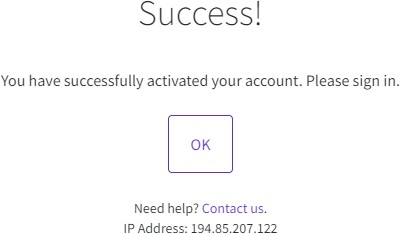 Success!
You have successfully activated your account. Please sign in.
OK
Need help? Contact us.
IP Address: 194.85.207.122